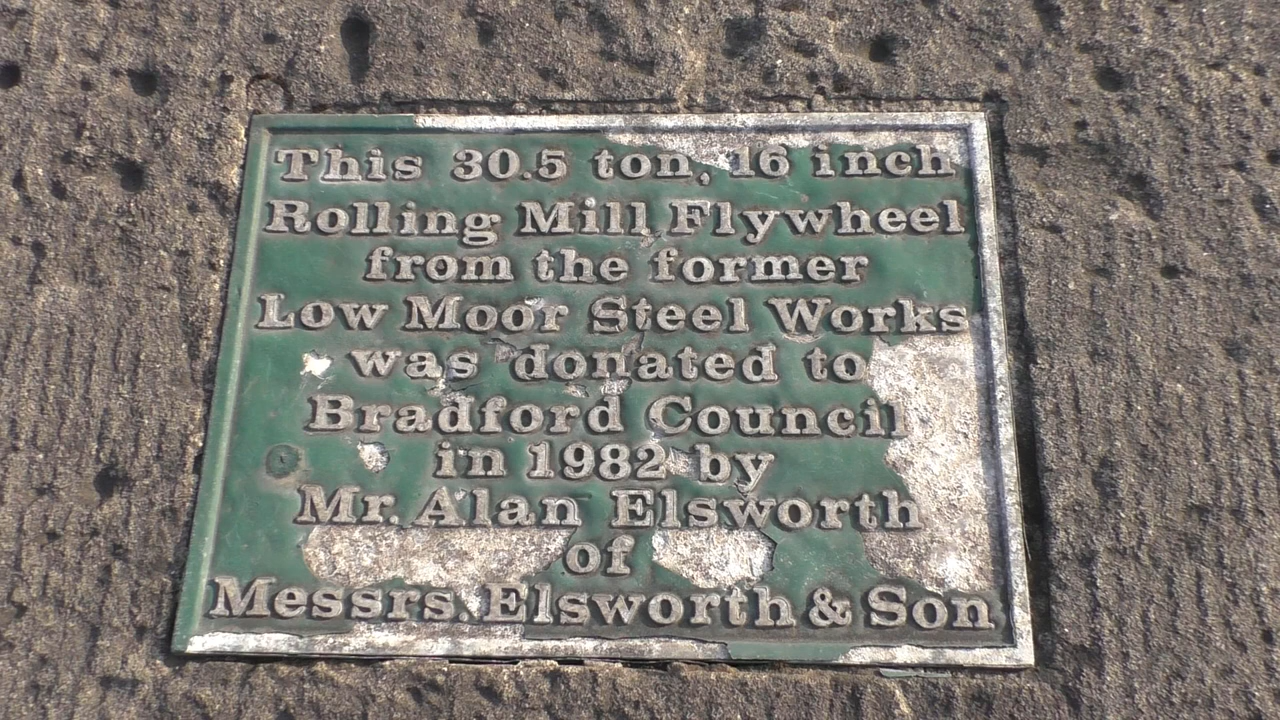 This 30.5 ton, 16 inch
Rolling Mill Flywheel
from the former
Low Moor Steel Works
was donated to
Bradford Council
in 1982 by
Mr. Alan Elsworth
of
Messrs. Elsworth & Son